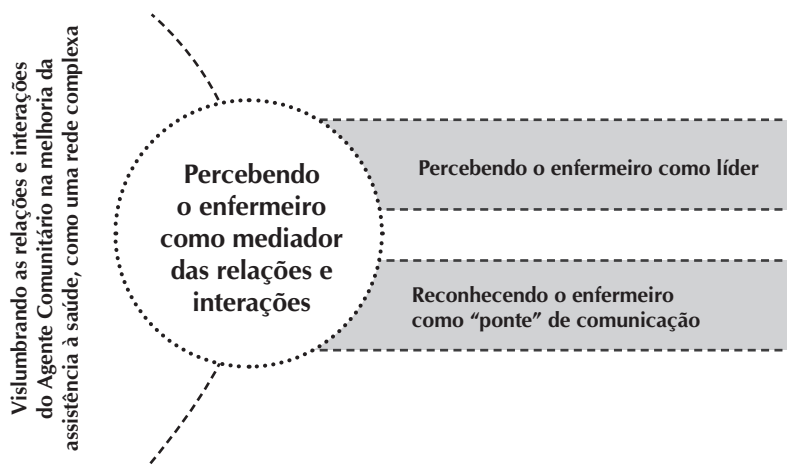 Vislumbrando as relações e interações
do Agente Comunitário na melhoria da
assistência à saúde, como uma rede complexa
Percebendo
o enfermeiro
como mediador
das relações e
interações
Percebendo o enfermeiro como líder
Reconhecendo o enfermeiro
como “ponte” de comunicação